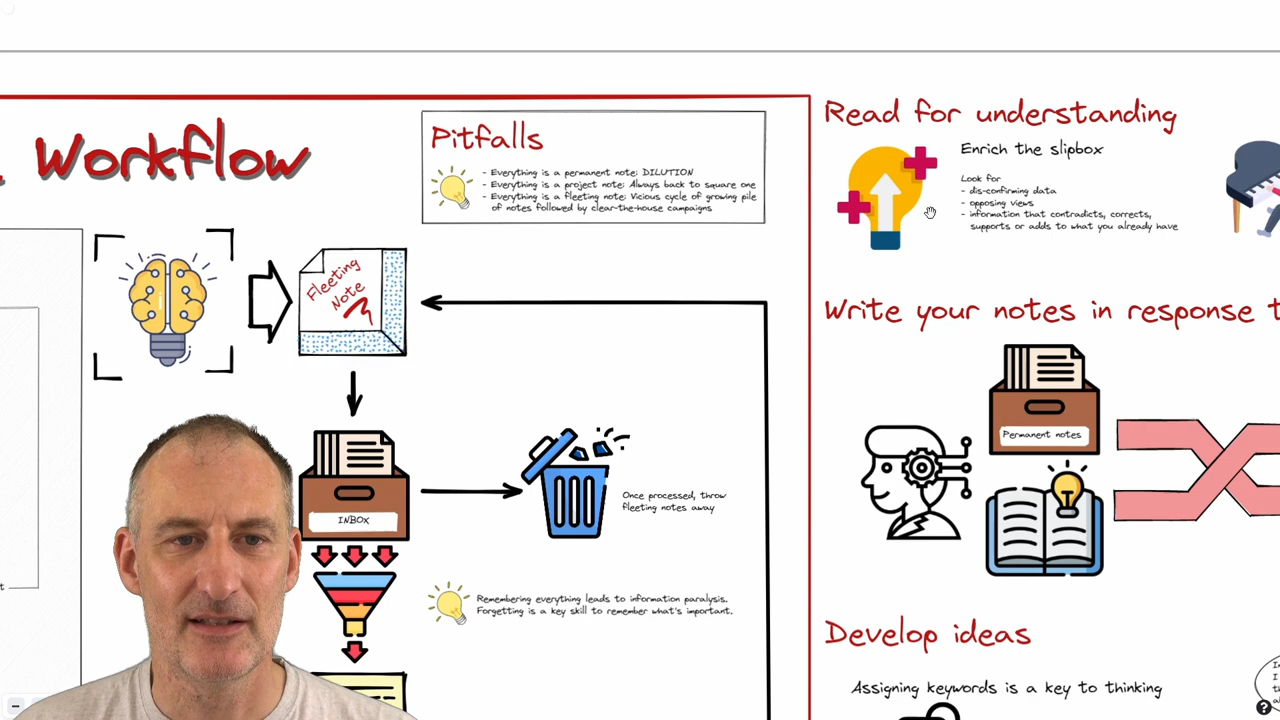 Workflow
Pitfalls
- Everything is a permanent note: DILUTION
- Everything is a project note: Always back to square one
- Everything is a fleeting note: Vicious cycle of growing pile
of notes followed by clear-the-house campaigns
Fleeting
Note
INBOX
Once processed, throw
fleeting notes away
Remembering everything leads to information paralysis.
Forgetting is a key skill to remember what's important.
Read for understanding
Enrich the slipbox
Look for
- dis-confirming data
- opposing views
- information that contradicts, corrects,
supports or adds to what you already have
Write your notes in response t
Permanent notes
Develop ideas
Assigning keywords is a key to thinking